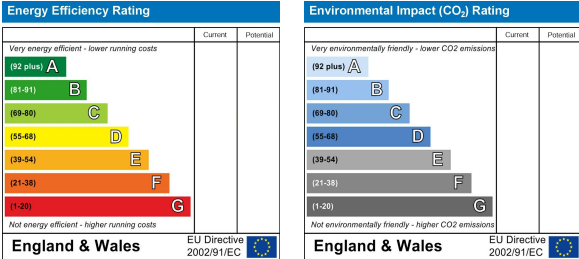 Energy Efficiency Rating
Current Potential
Very energy efficient - lower running costs
(92 plus) A
(81-91) B
(69-80) C
(55-68) D
(39-54) E
(21-38) F
(1-20) G
Not energy efficient - higher running costs
England & Wales
EU Directive
2002/91/EC
Environmental Impact (CO2) Rating
Current Potential
Very environmentally friendly - lower CO2 emissions
(92 plus) A
(81-91) B
(69-80) C
(55-68) D
(39-54) E
(21-38) F
(1-20) G
Not environmentally friendly - higher CO2 emissions
England & Wales
EU Directive
2002/91/EC